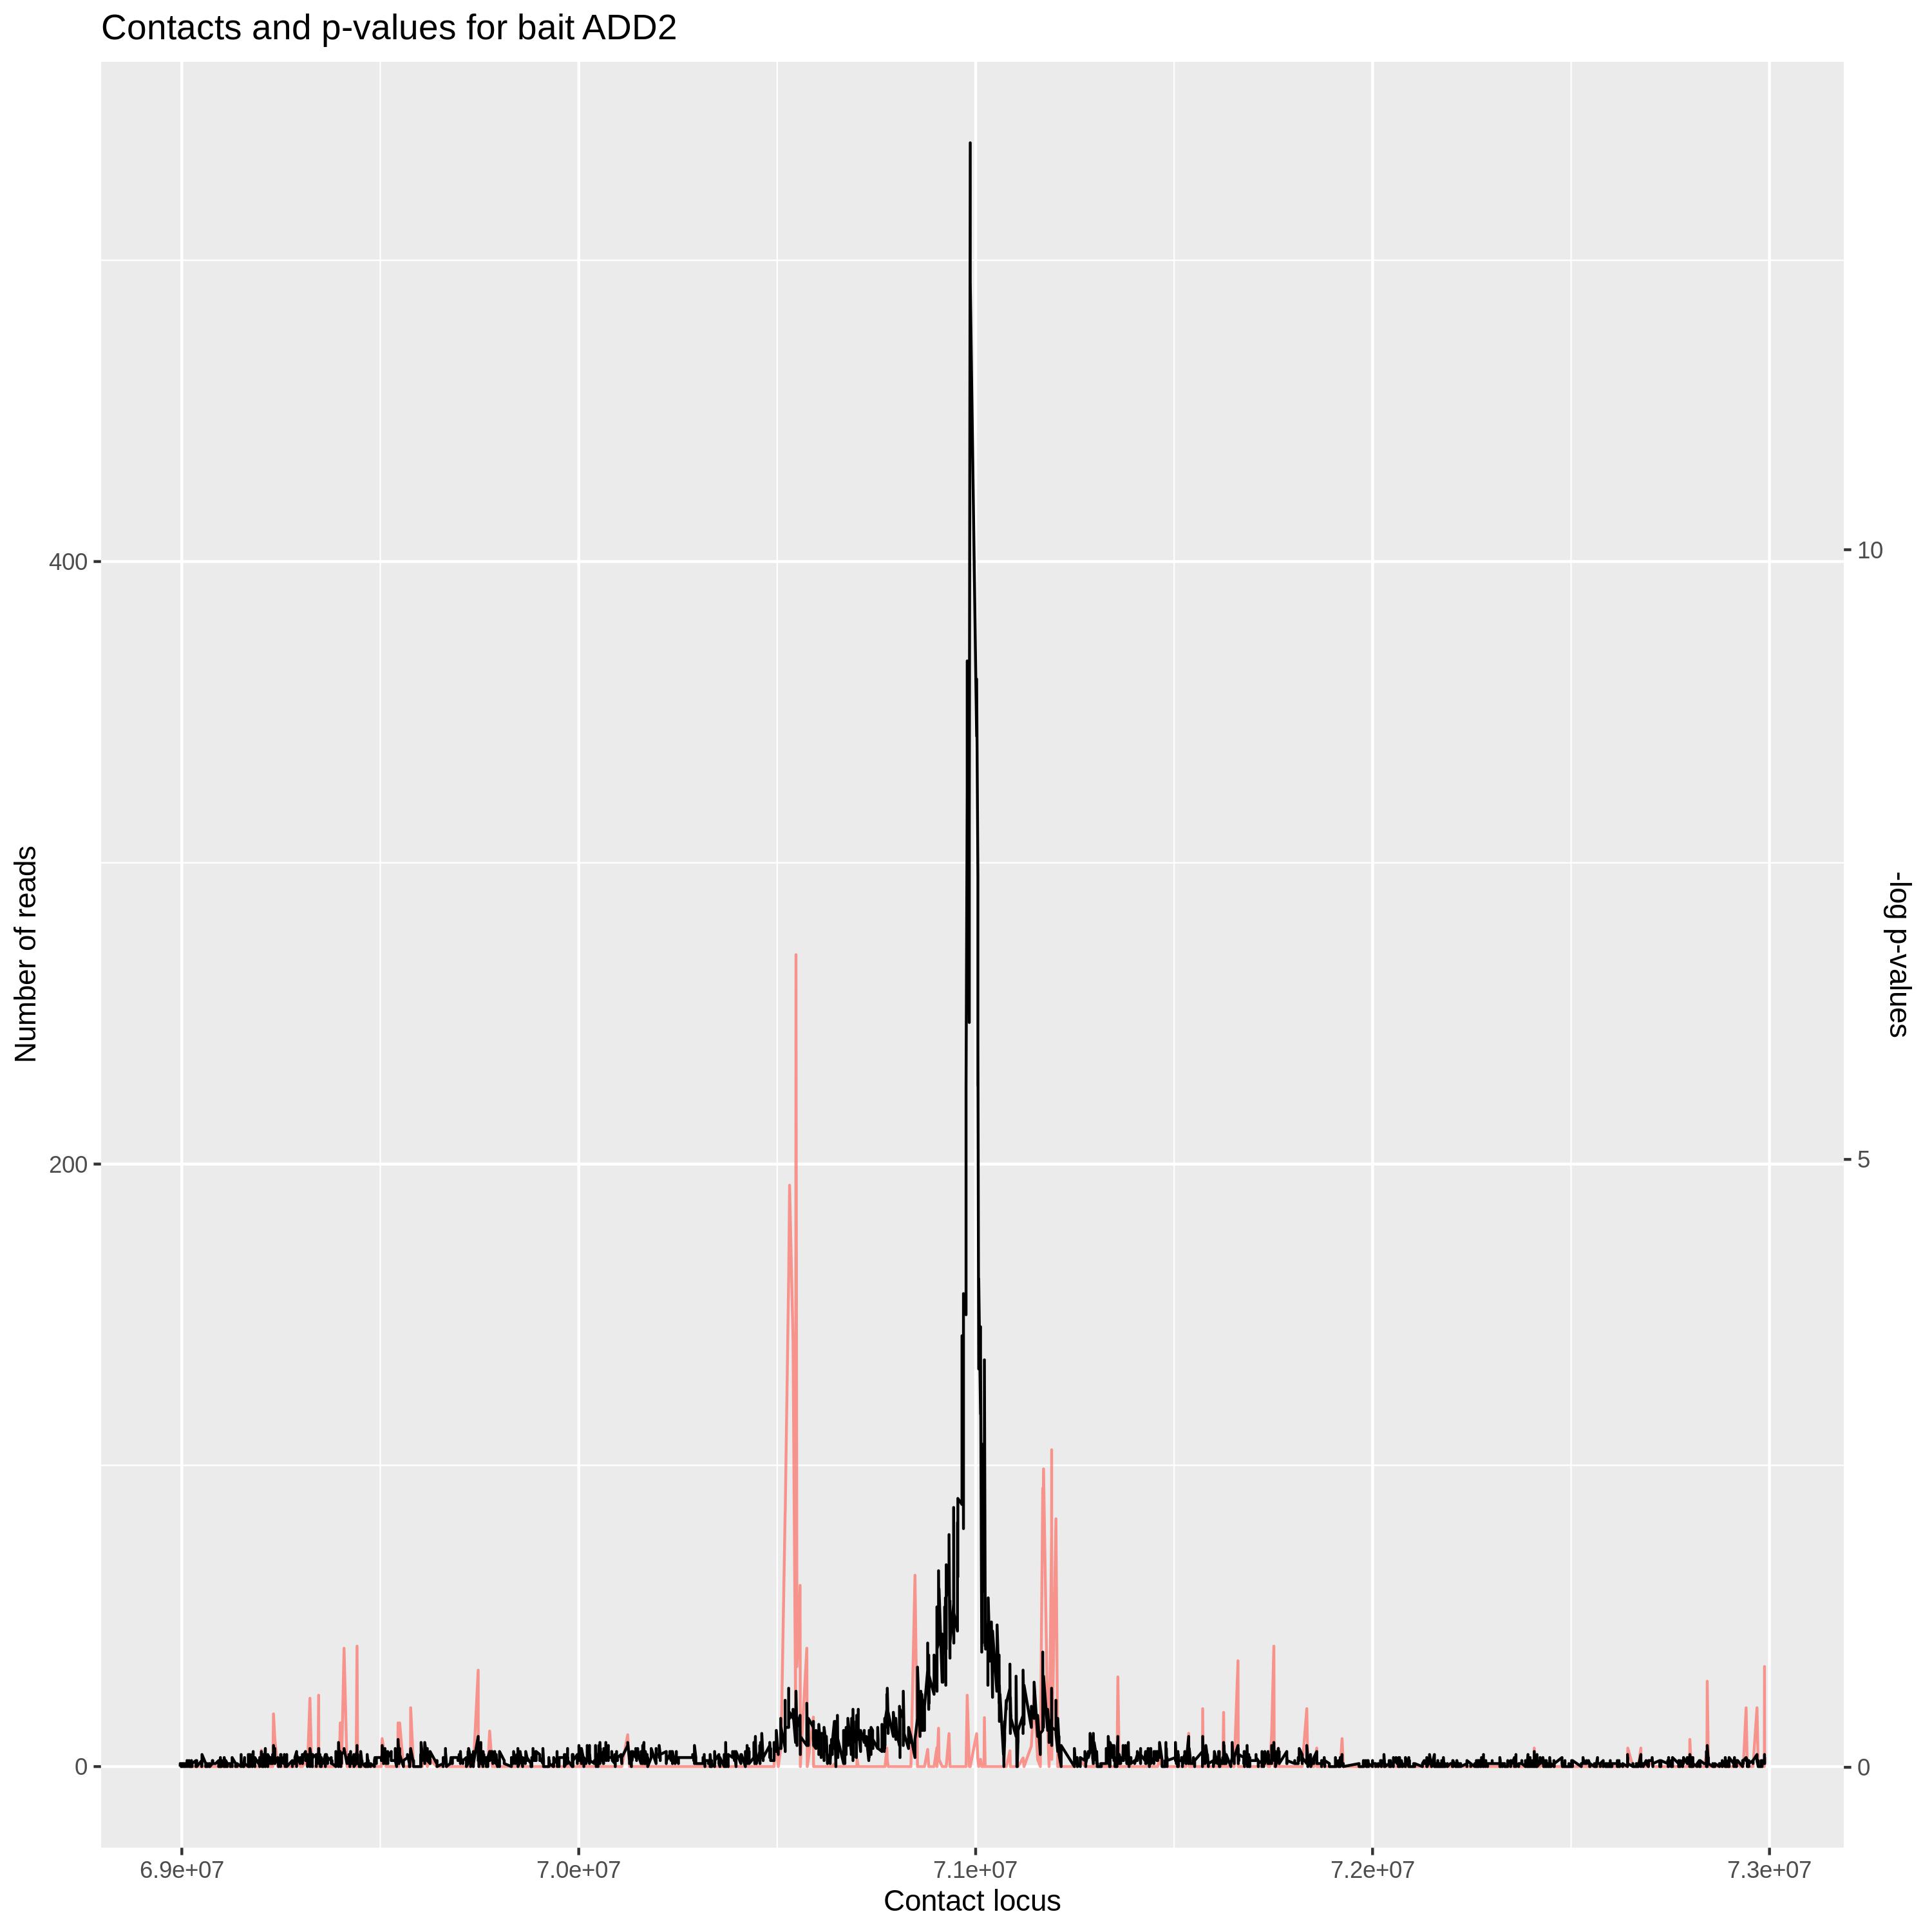 Contacts and p-values for bait ADD2
Number of reads
400
200
0
10
5
0
-log p-values
6.9e+07 7.0e+07 7.1e+07 7.2e+07 7.3e+07
Contact locus